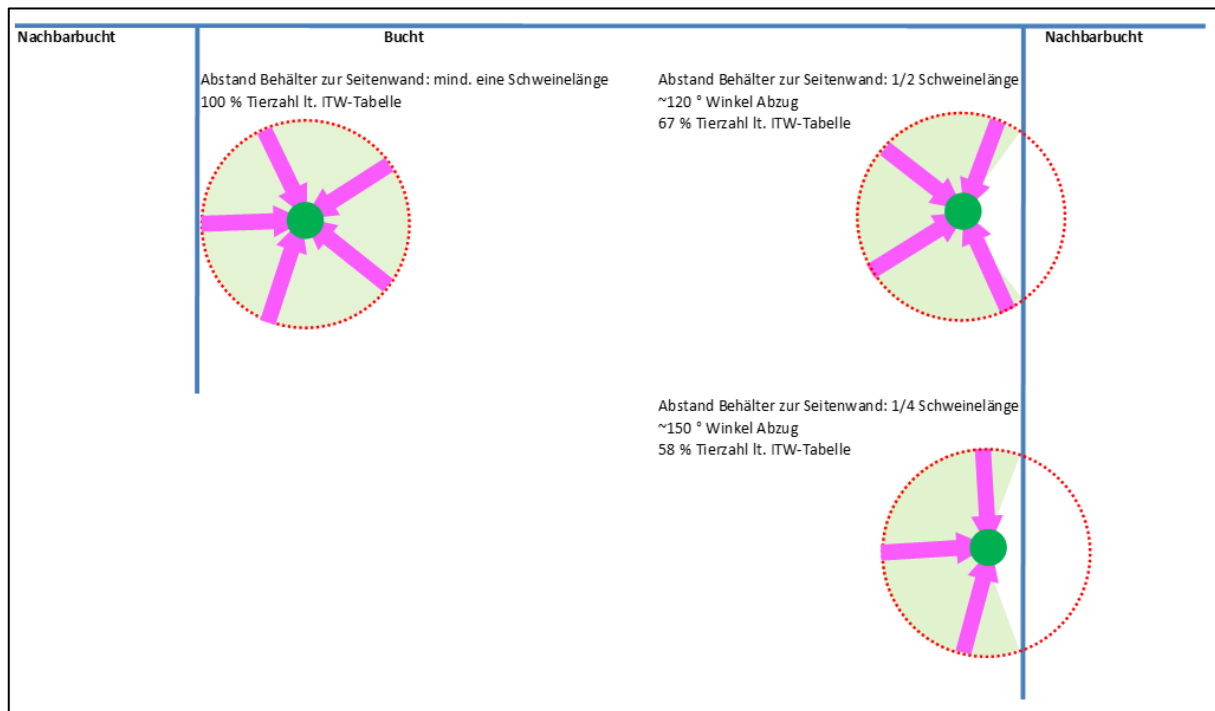 Nachbarbucht
Bucht
Nachbarbucht
Abstand Behälter zur Seitenwand: mind. eine Schweinelänge
100 % Tierzahl lt. ITW-Tabelle
Abstand Behälter zur Seitenwand: 1/2 Schweinelänge
~120 ° Winkel Abzug
67 % Tierzahl lt. ITW-Tabelle
Abstand Behälter zur Seitenwand: 1/4 Schweinelänge
~150 ° Winkel Abzug
58 % Tierzahl lt. ITW-Tabelle